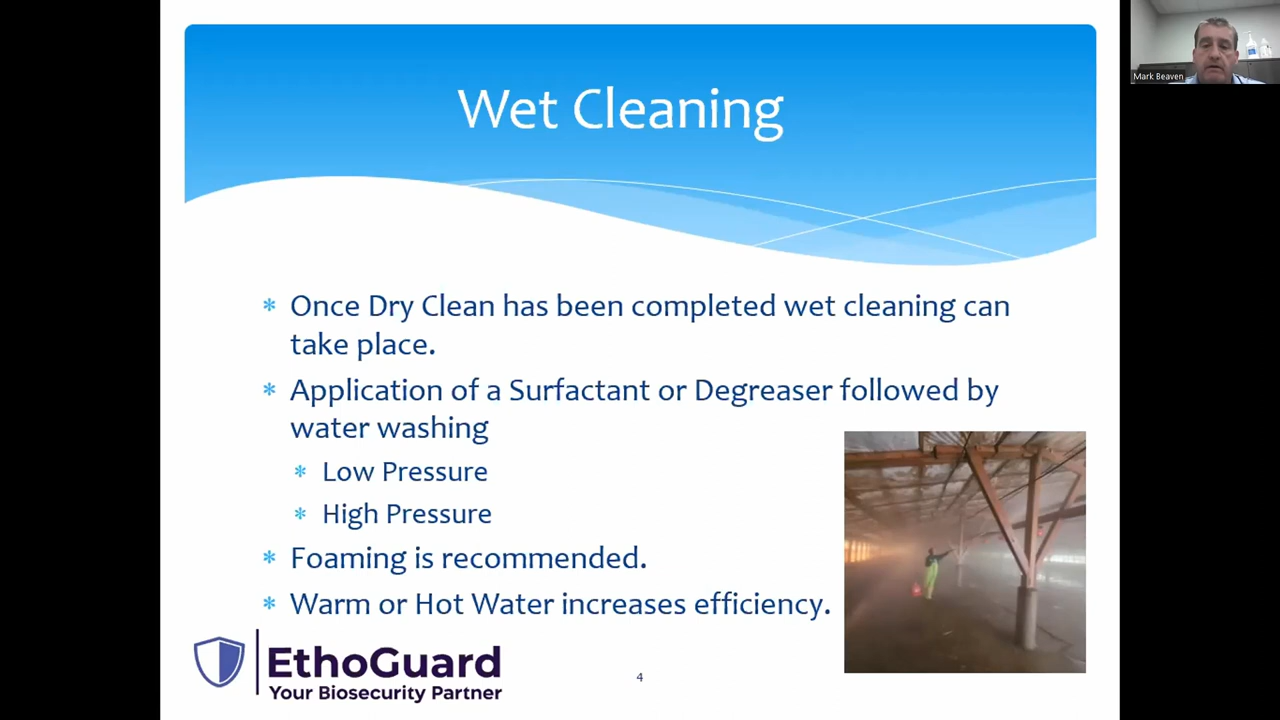 Mark Beaven
Wet Cleaning
* Once Dry Clean has been completed wet cleaning can
take place.
* Application of a Surfactant or Degreaser followed by
water washing
* Low Pressure
* High Pressure
* Foaming is recommended.
* Warm or Hot Water increases efficiency.
EthoGuard
Your Biosecurity Partner
4